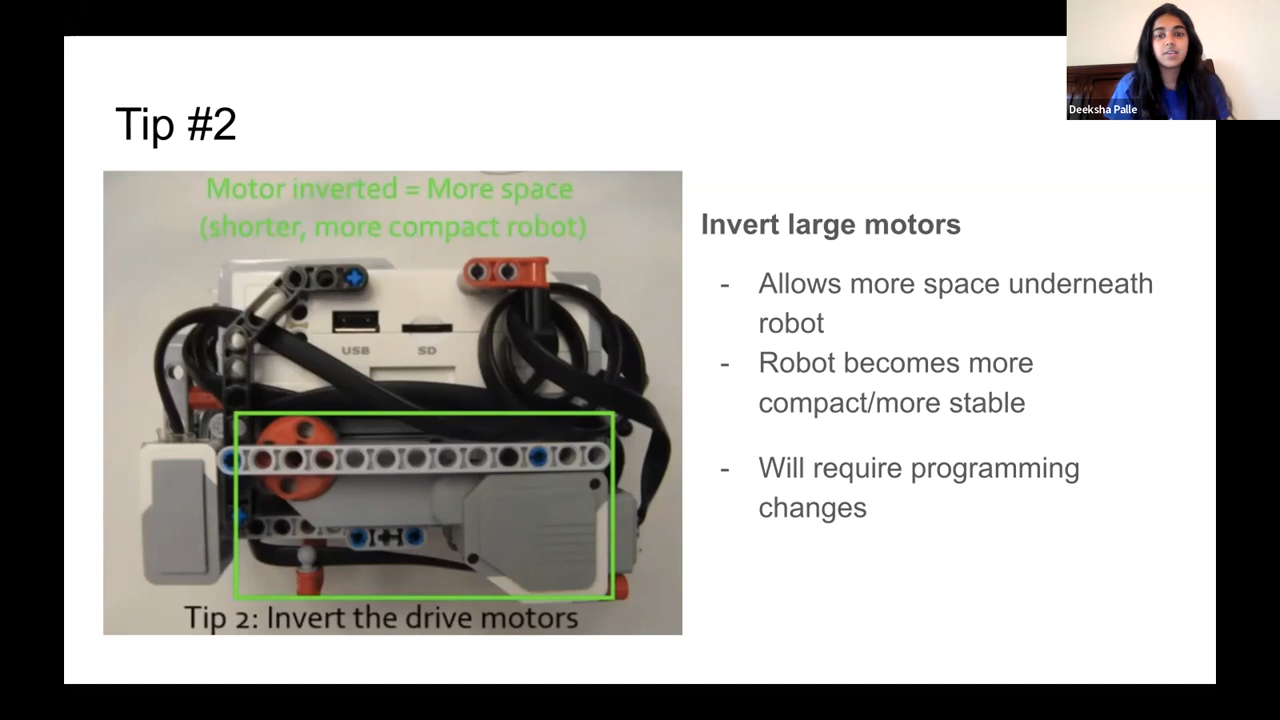 Deeksha Palle
Tip #2
Motor inverted = More space
(shorter, more compact robot)
USB
SD
Tip 2: Invert the drive motors
Invert large motors
- Allows more space underneath
robot
- Robot becomes more
compact/more stable
- Will require programming
changes